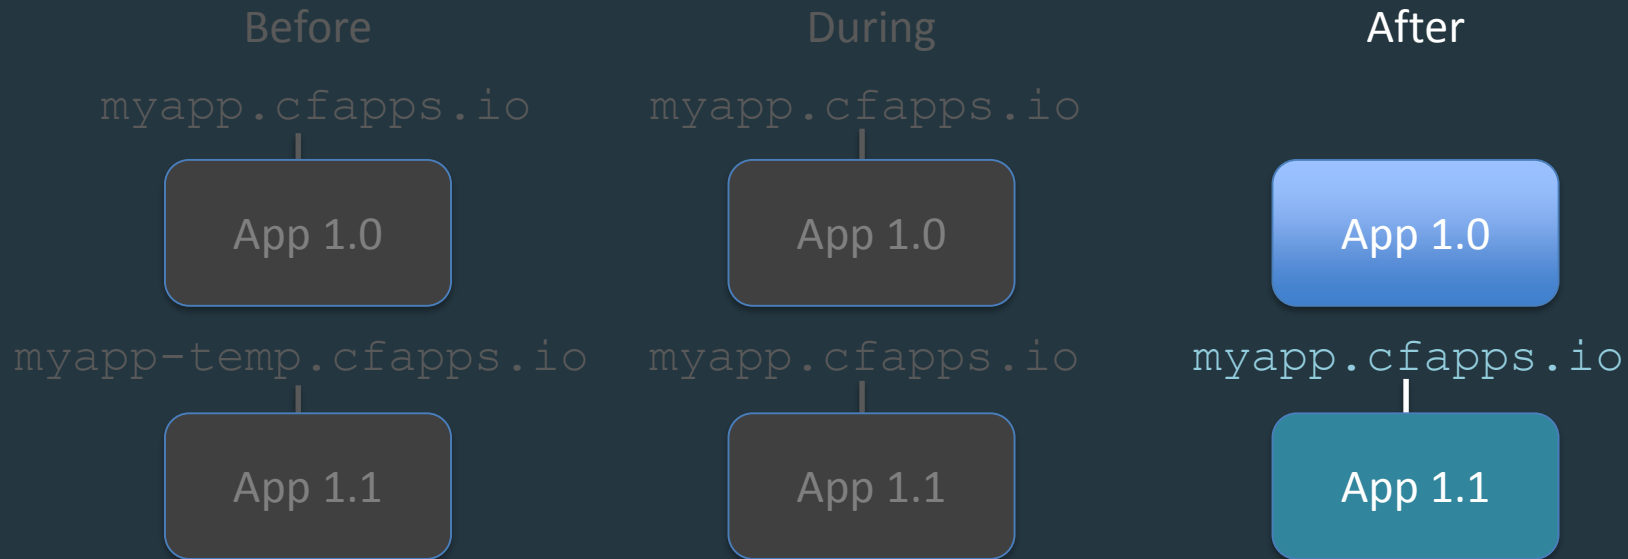 Before
During
After
myapp.cfapps.io
myapp.cfapps.io
App 1.0
App 1.0
App 1.0
myapp-temp.cfapps.io
myapp.cfapps.io
myapp.cfapps.io
App 1.1
App 1.1
App 1.1